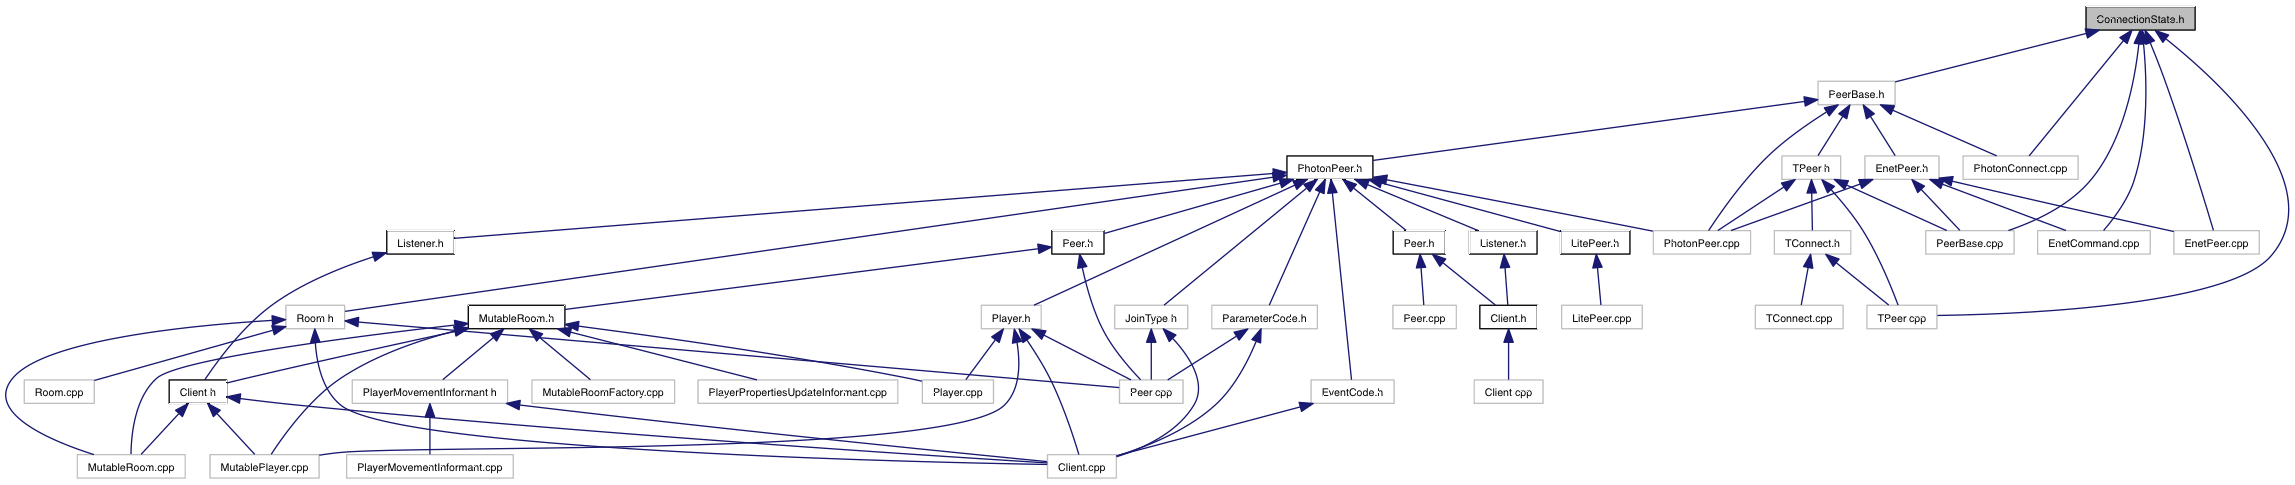 ConnectionState.h
PeerBase.h
PhotonPeer.h
TPeer.h
EnetPeer.h
PhotonConnect.cpp
Listener.h
Peer.h
Peer.h
Listener.h
LitePeer.h
PhotonPeer.cpp
TConnect.h
PeerBase.cpp
EnetCommand.cpp
EnetPeer.cpp
Room.h
MutableRoom.h
Player.h
JoinType.h
ParameterCode.h
Peer.cpp
Client.h
LitePeer.cpp
TConnect.cpp
TPeer.cpp
Room.cpp
Client.h
PlayerMovementInformant.h
MutableRoomFactory.cpp
PlayerPropertiesUpdateInformant.cpp
Player.cpp
Peer.cpp
EventCode.h
Client.cpp
MutableRoom.cpp
MutablePlayer.cpp
PlayerMovementInformant.cpp
Client.cpp